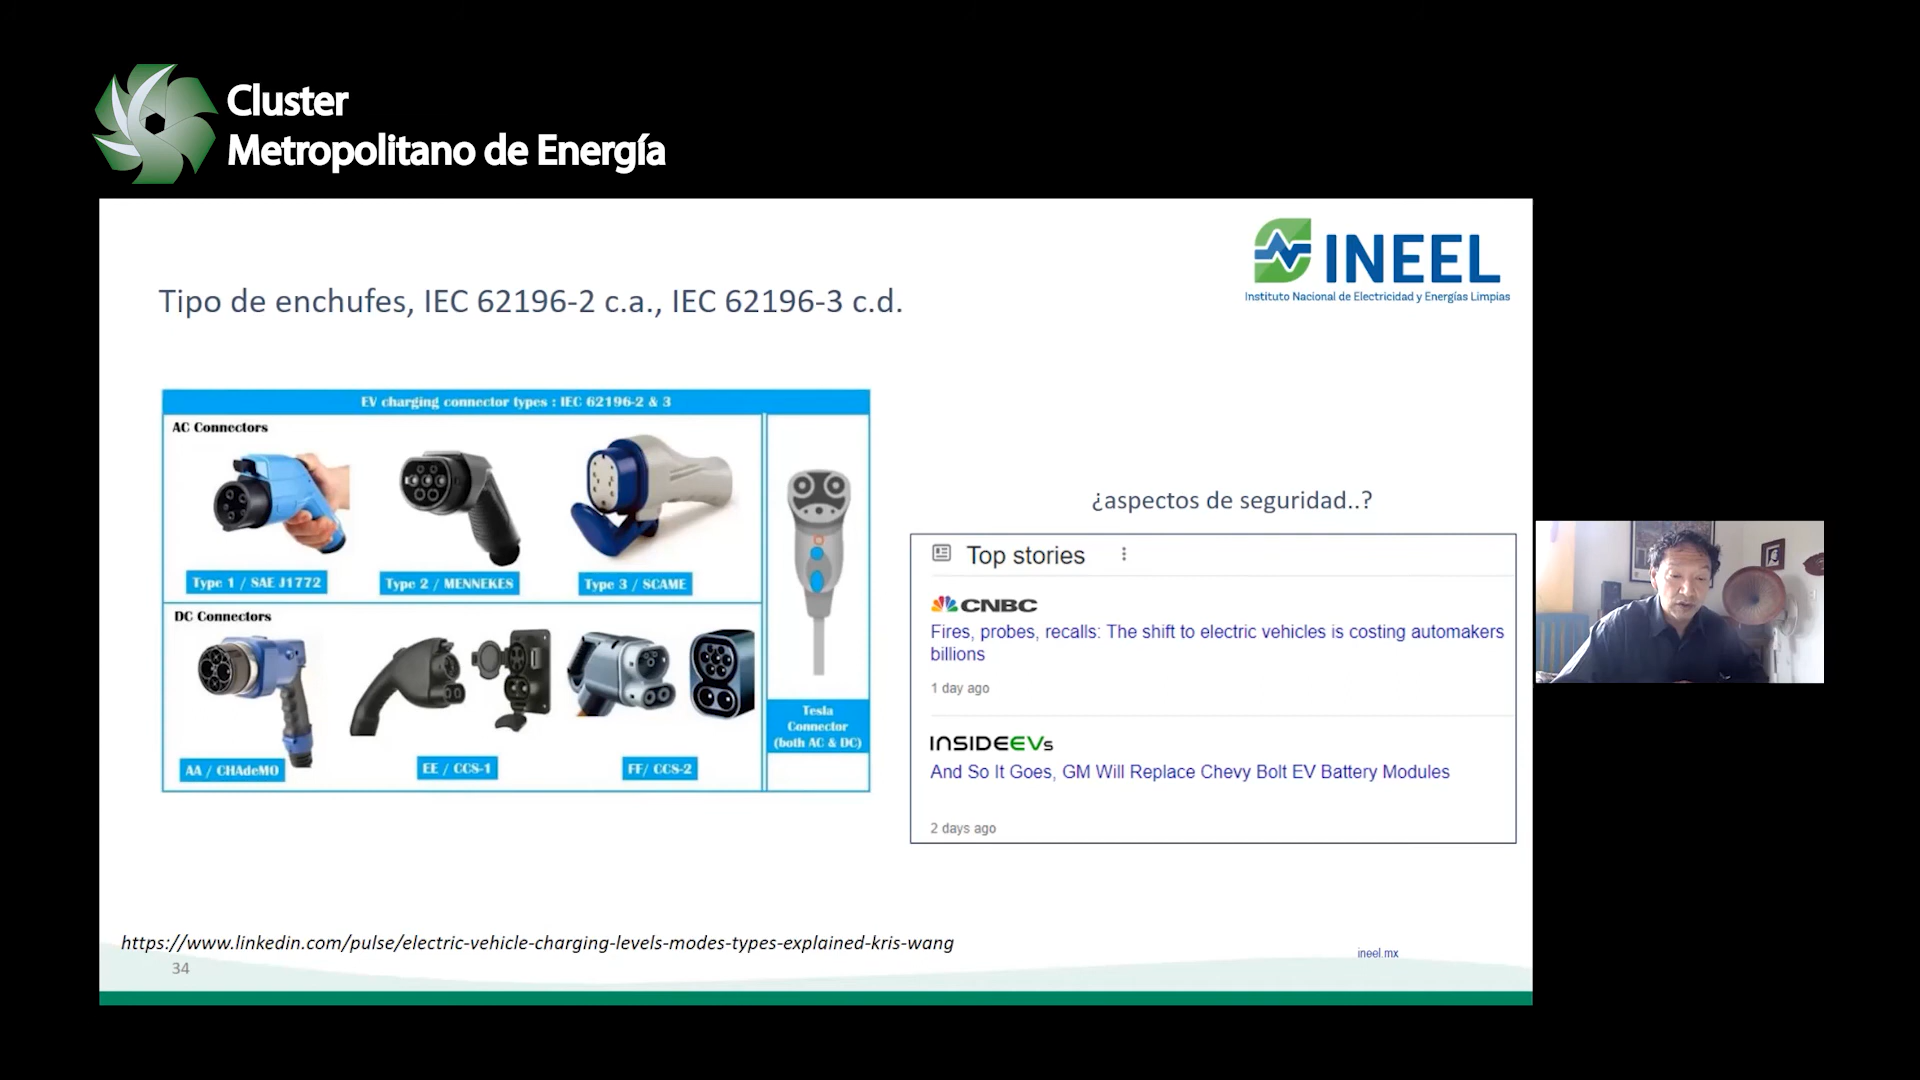 Cluster
Metropolitano de Energía
INEEL
Instituto Nacional de Electricidad y Energías Limpias
Tipo de enchufes, IEC 62196-2 c.a., IEC 62196-3 c.d.
EV charging connector types : IEC 62196-2 & 3
AC Connectors
Type 1 / SAE J1772
Type 2 / MENNEKES
Type 3 / SCAME
DC Connectors
AA / CHAdeMO
EE / CCS-1
FF/ CCS-2
Tesla
Connector
(both AC & DC)
¿aspectos de seguridad..?
Top stories
CNBC
Fires, probes, recalls: The shift to electric vehicles is costing automakers
billions
1 day ago
INSIDEEVs
And So It Goes, GM Will Replace Chevy Bolt EV Battery Modules
2 days ago
https://www.linkedin.com/pulse/electric-vehicle-charging-levels-modes-types-explained-kris-wang
34
ineel.mx